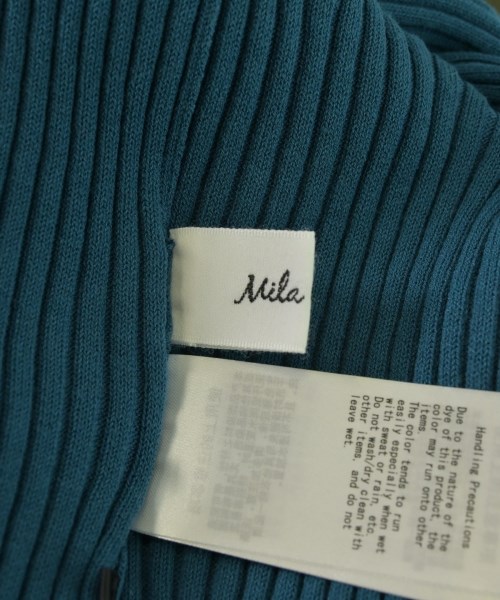 Mila
Handling Precautions
Due to the nature of the
dye of this product, the
color may run onto other
items.
The color tends to run
easily especially when wet
with sweat or rain, etc.
Do not wash/dry clean with
other items, and do not
leave wet.